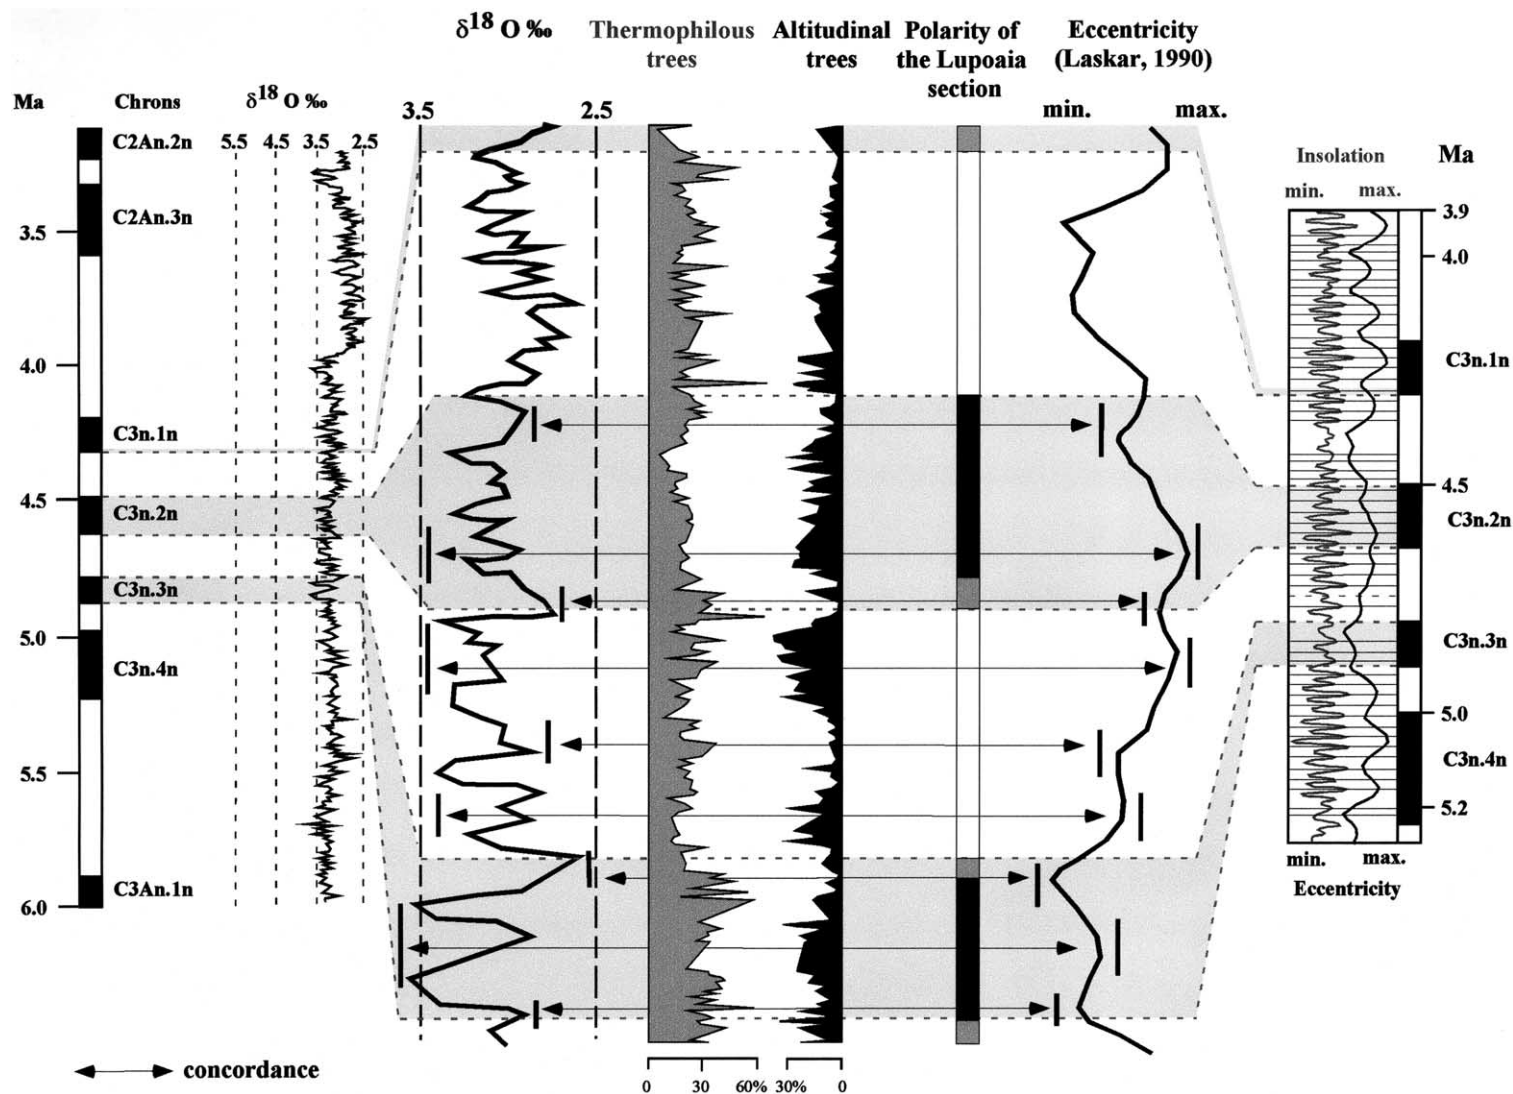 δ18 O ‰
Thermophilous
trees
Altitudinal
trees
Polarity of
the Lupoaia
section
Eccentricity
(Laskar, 1990)
min. max.
Ma
Chrons
δ18 O ‰
5.5 4.5 3.5 2.5
3.5 2.5
C2An.2n
C2An.3n
3.5
4.0
C3n.1n
4.5
C3n.2n
C3n.3n
5.0
C3n.4n
5.5
C3An.1n
6.0
Insolation
min. max.
Ma
3.9
4.0
C3n.1n
4.5
C3n.2n
C3n.3n
5.0
C3n.4n
5.2
min. max.
Eccentricity
concordance
0 30 60% 30% 0